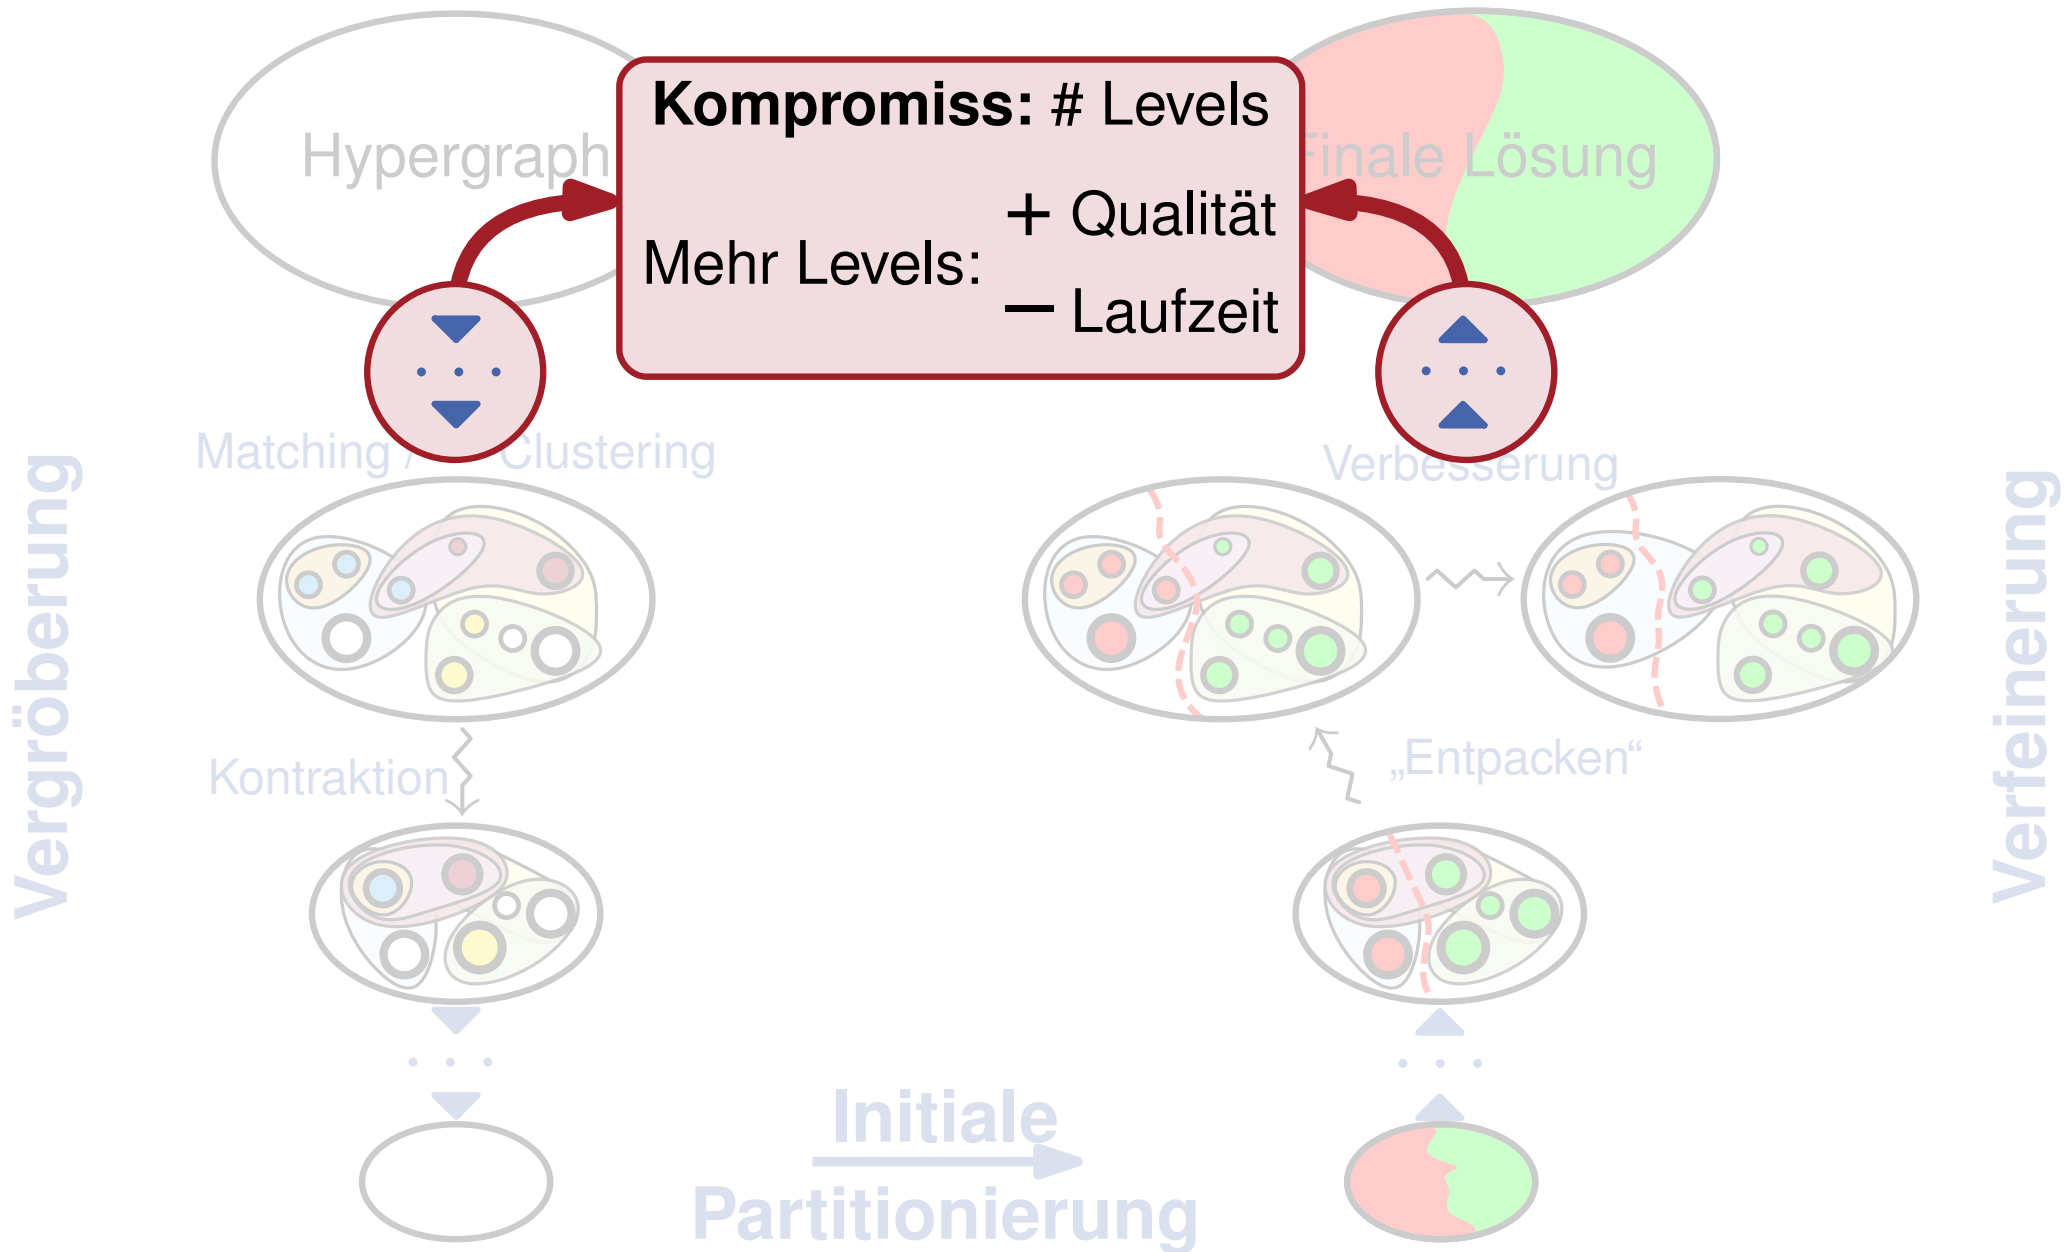 Kompromiss: # Levels
Hypergraph
Finale Lösung
+ Qualität
Mehr Levels:
− Laufzeit
Matching / Clustering
Verbesserung
Vergröberung
Verfeinerung
Kontraktion
„Entpacken“
Initiale
Partitionierung